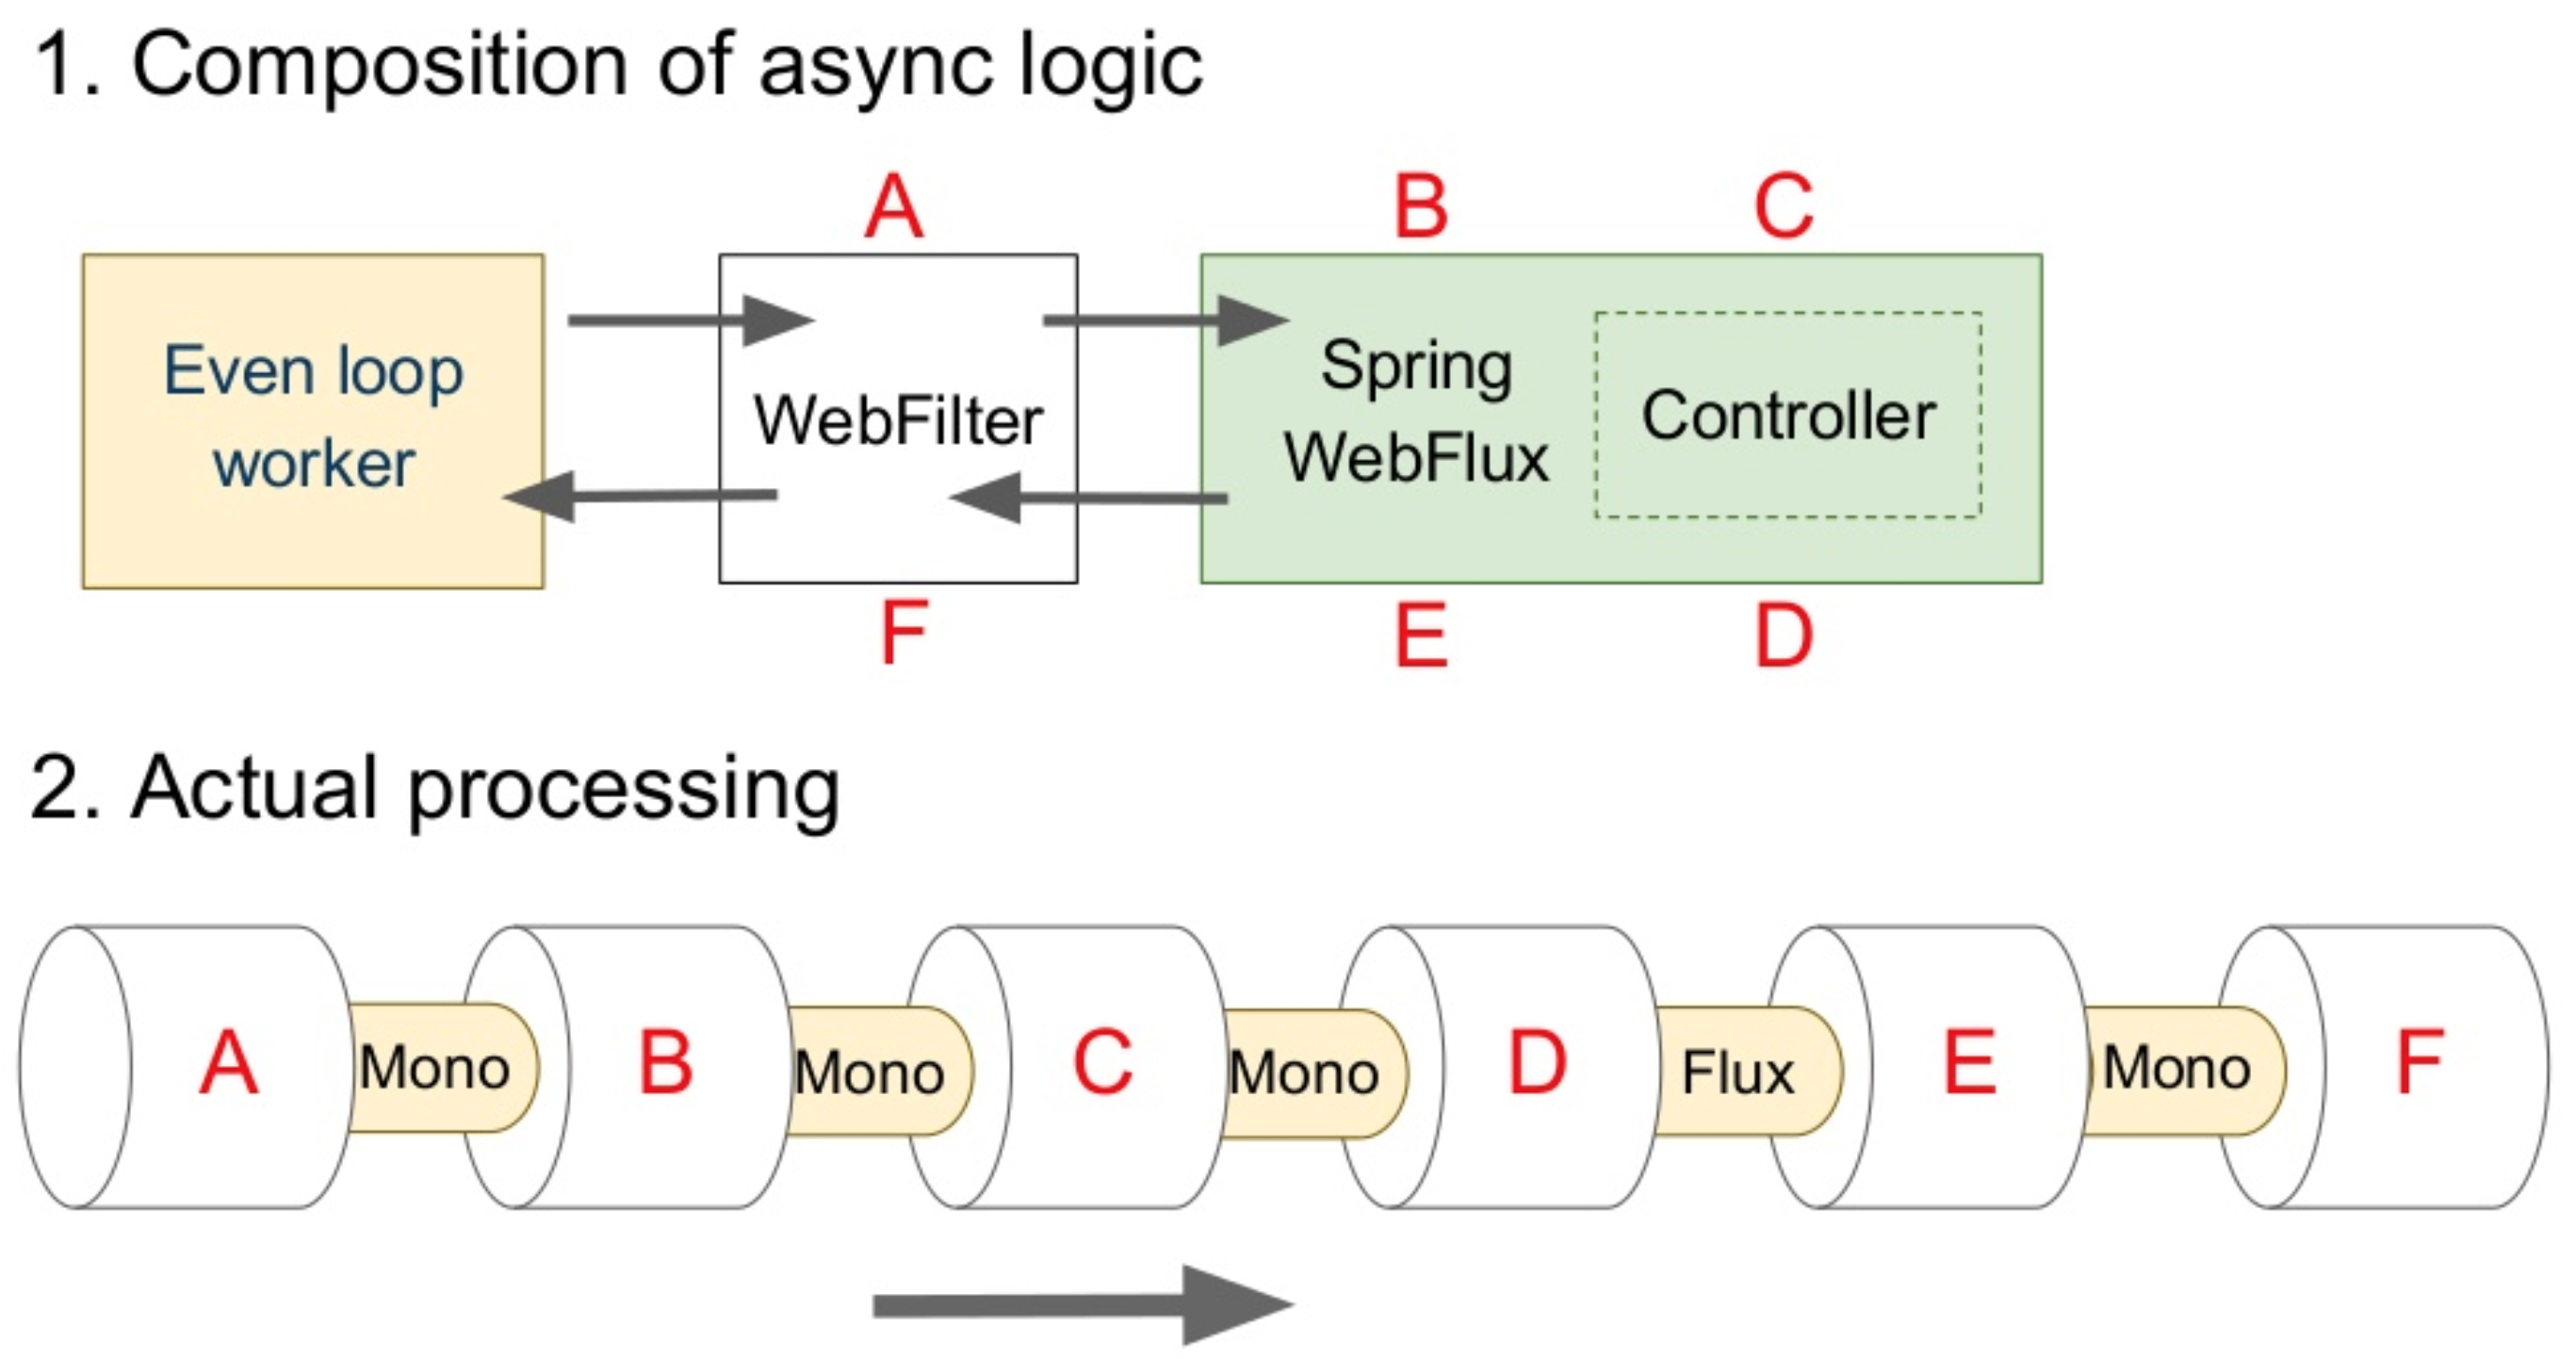 1. Composition of async logic
A
B
C
Even loop
worker
WebFilter
Spring
WebFlux
Controller
F
E
D
2. Actual processing
A
Mono
B
Mono
C
Mono
D
Flux
E
Mono
F